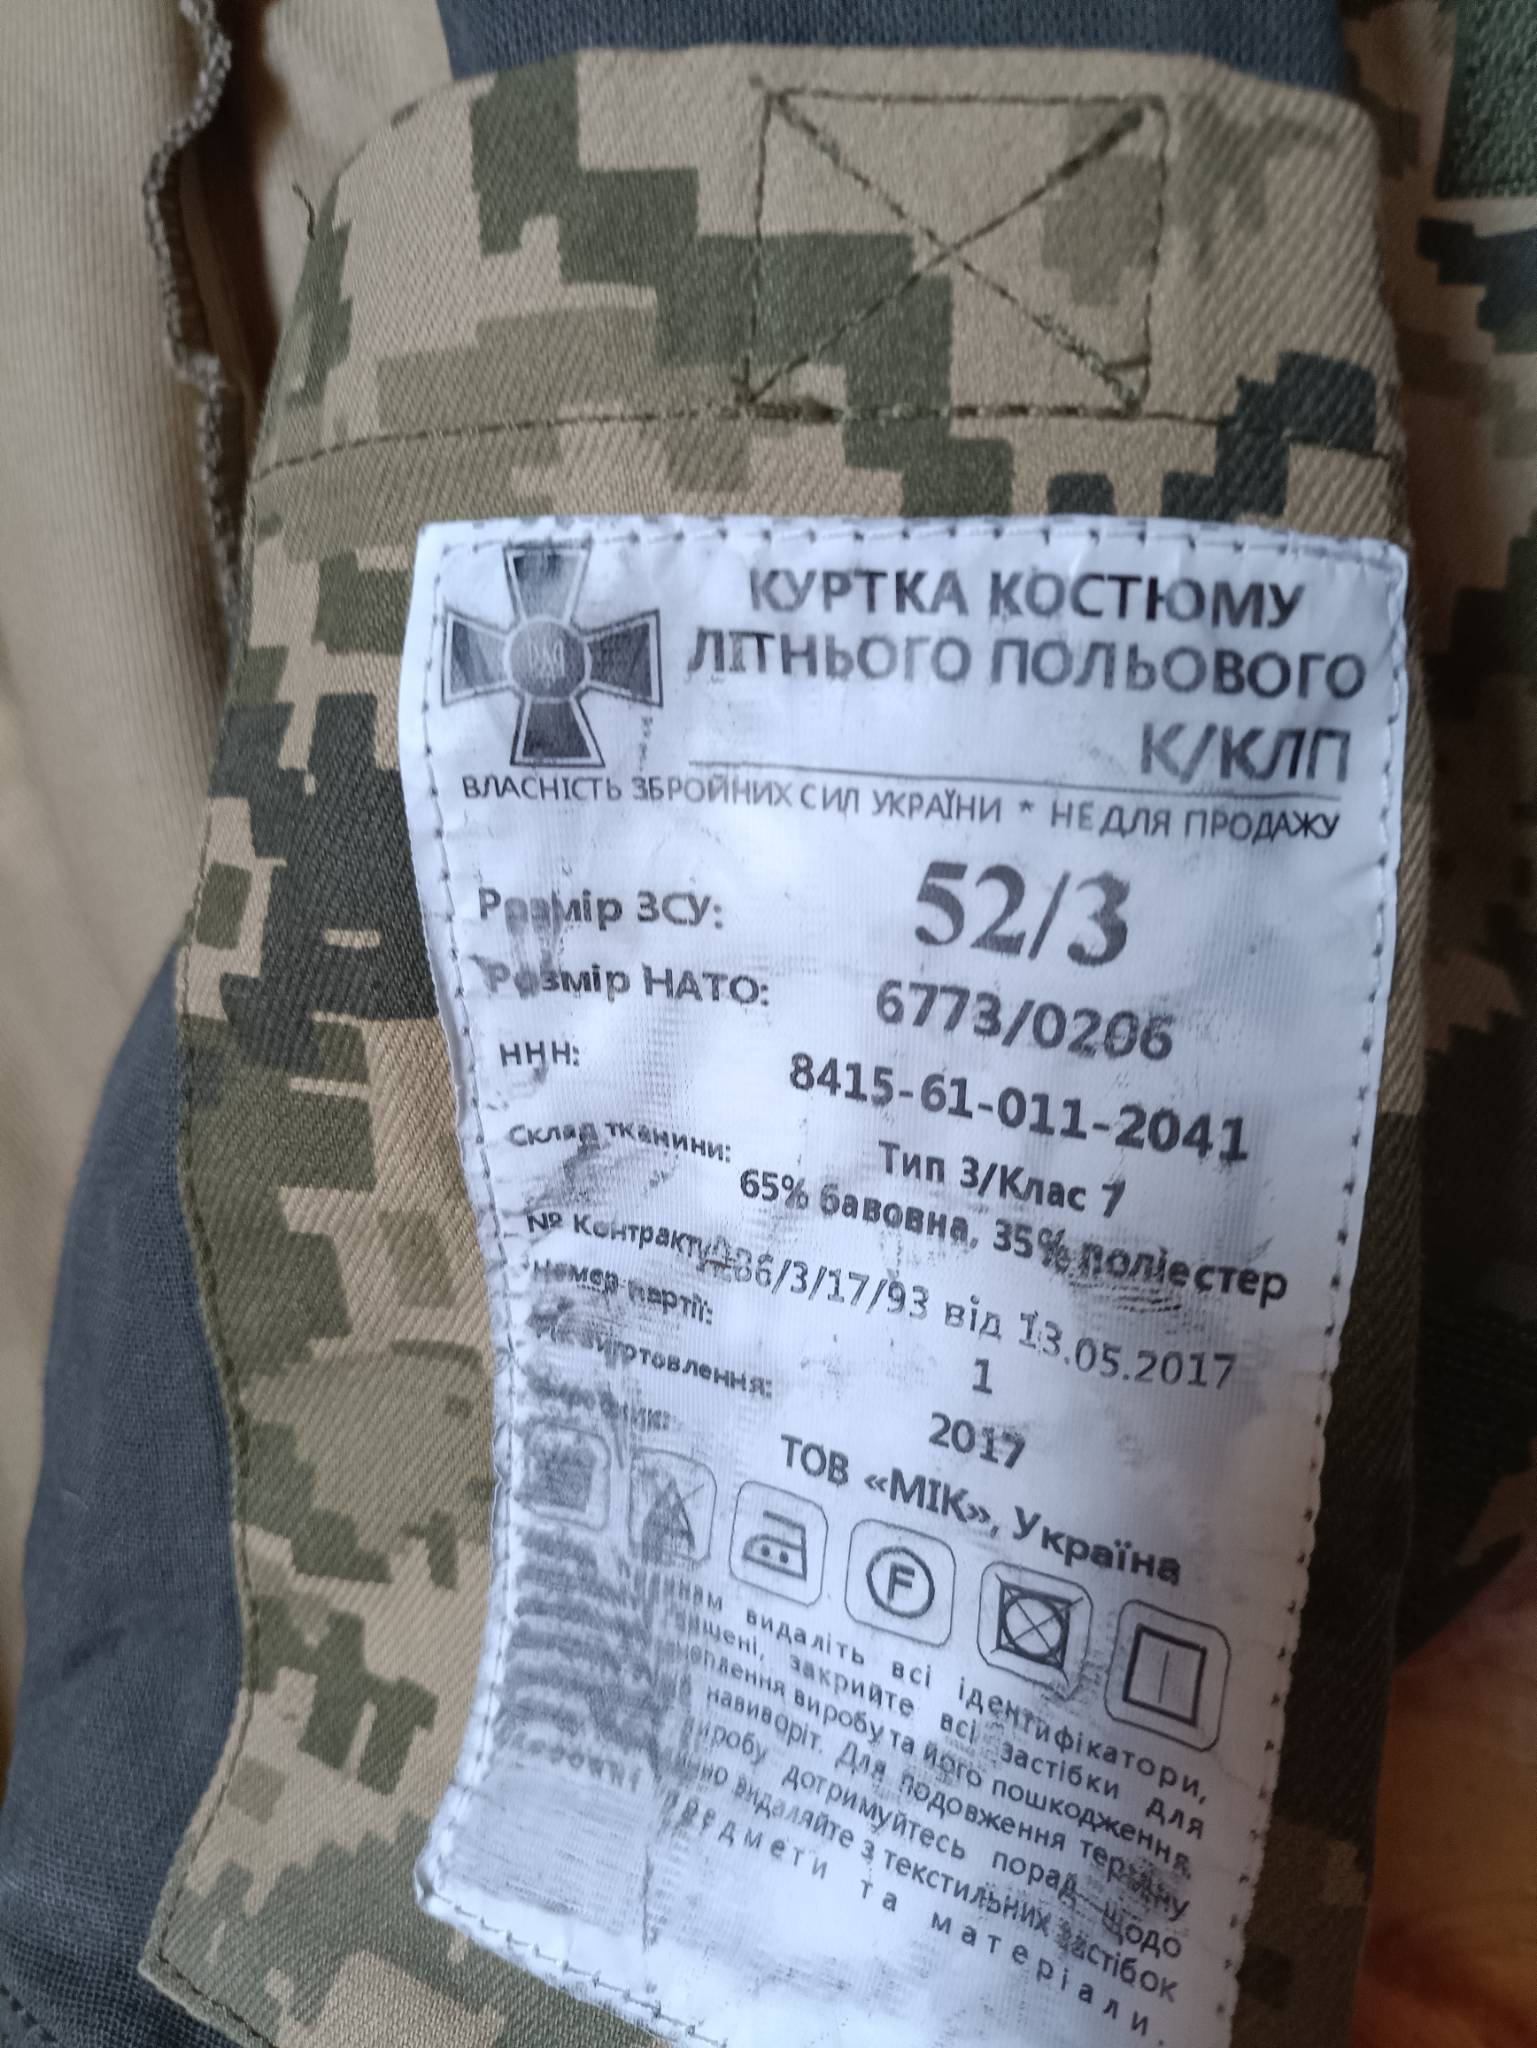 КУРТКА КОСТЮМУ
ЛІТНЬОГО ПОЛЬОВОГО
К/КЛП
ВЛАСНІСТЬ ЗБРОЙНИХ СИЛ УКРАЇНИ * НЕ ДЛЯ ПРОДАЖУ
Розмір ЗСУ: 52/3
Розмір НАТО: 6773/0206
ННН: 8415-61-011-2041
Склад тканини: Тип 3/Клас 7
65% бавовна, 35% поліестер
№ Контракту 286/3/17/93 від 13.05.2017
Номер партії: 1
виготовлення: 2017
ТОВ «МІК», Україна
F
видаліть всі ідентифікатори,
закрийте всі застібки для
виробу та його пошкодження.
навиворіт. Для подовження терміну
виробу дотримуйтесь порад щодо
видаляйте з текстильних застібок
предмети та матеріали.